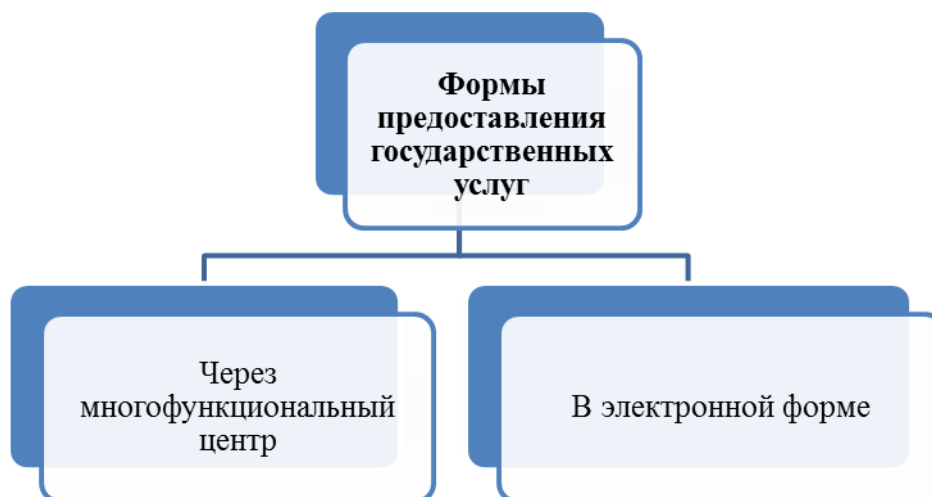 Формы
предоставления
государственных
услуг
Через
многофункциональный
центр
В электронной форме